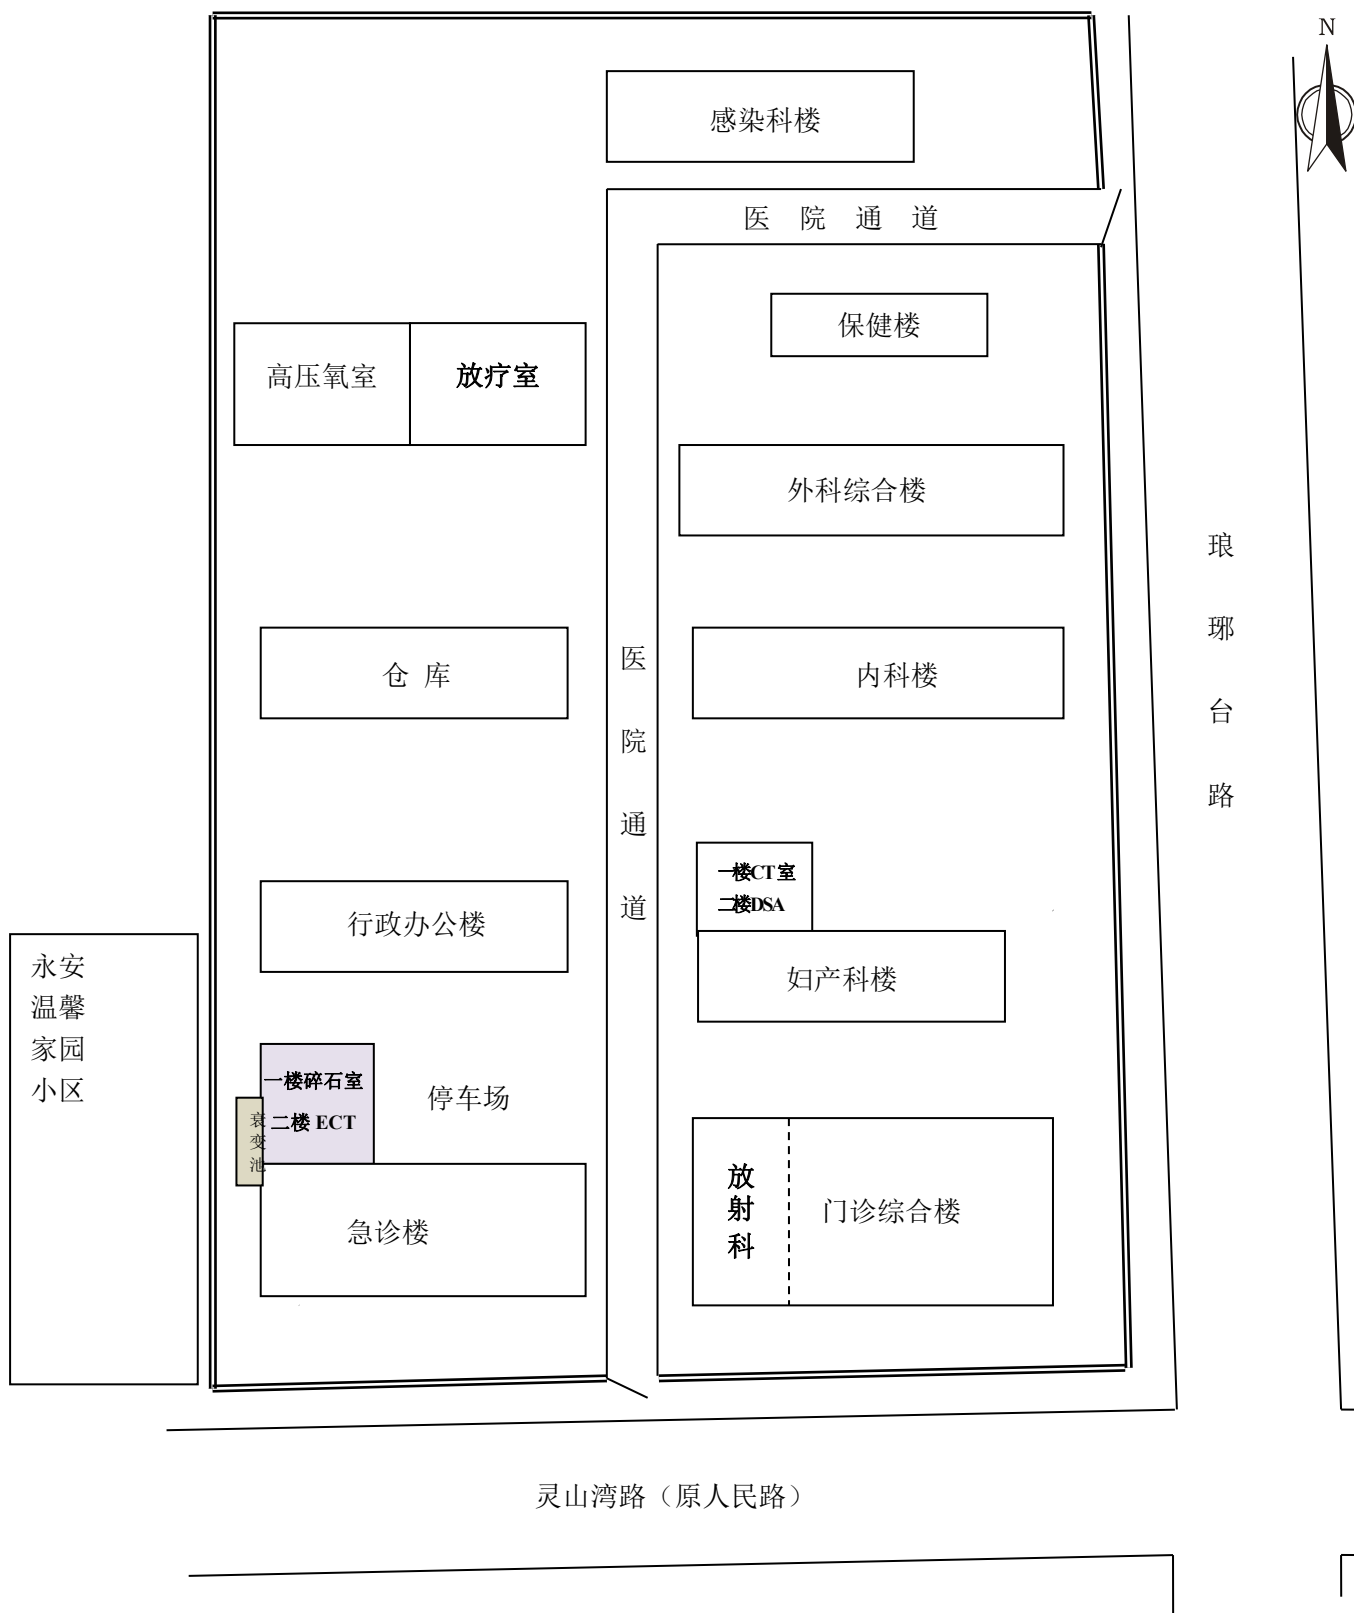 N
感染科楼
医 院 通 道
保健楼
高压氧室
放疗室
外科综合楼
琅
琊
台
路
仓 库
医
院
通
道
内科楼
一楼CT室
二楼DSA
行政办公楼
妇产科楼
永安
温馨
家园
小区
一楼碎石室
二楼 ECT
衰
变
池
停车场
急诊楼
放
射
科
门诊综合楼
灵山湾路（原人民路）